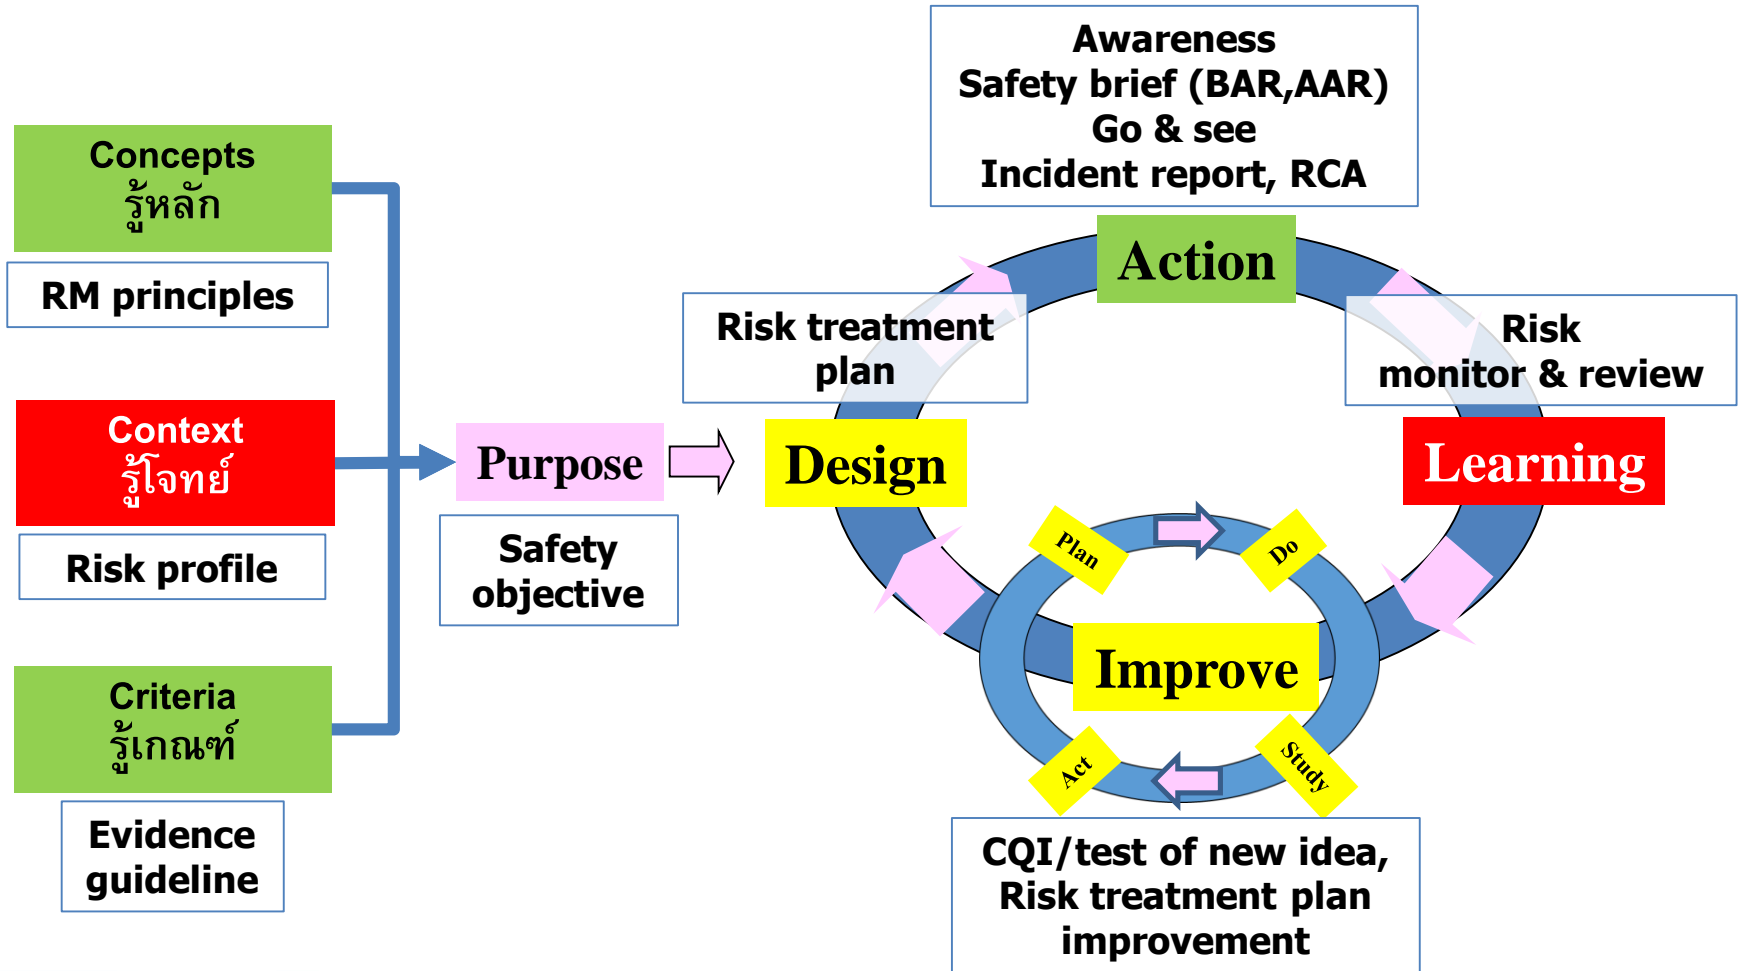 Concepts
รู้หลัก
RM principles
Context
รู้โจทย์
Risk profile
Criteria
รู้เกณฑ์
Evidence
guideline
Purpose
Safety
objective
Awareness
Safety brief (BAR,AAR)
Go & see
Incident report, RCA
Action
Risk treatment
plan
Risk
monitor & review
Design
Learning
Plan
Do
Improve
Act
Study
CQI/test of new idea,
Risk treatment plan
improvement